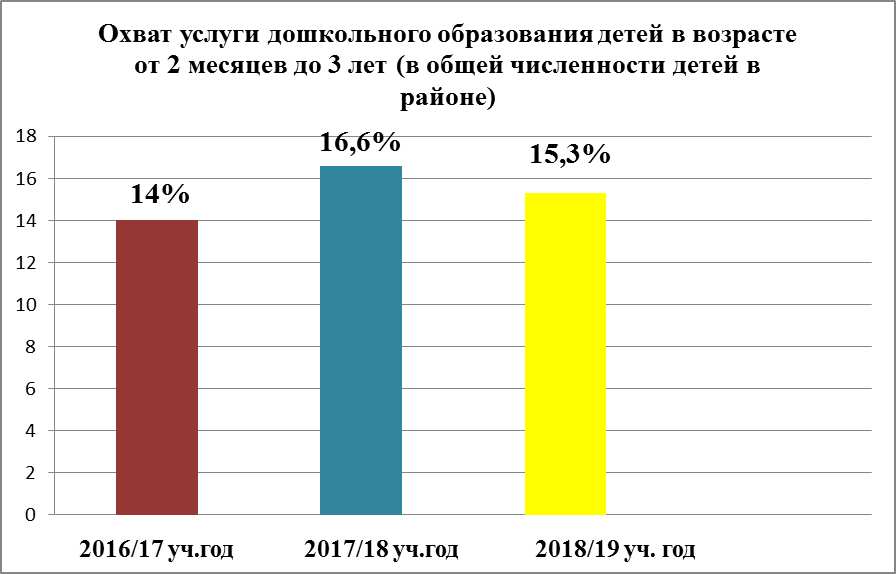 Охват услуги дошкольного образования детей в возрасте
от 2 месяцев до 3 лет (в общей численности детей в
районе)
18
16
14
12
10
8
6
4
2
0
14%
16,6%
15,3%
2016/17 уч.год
2017/18 уч.год
2018/19 уч. год